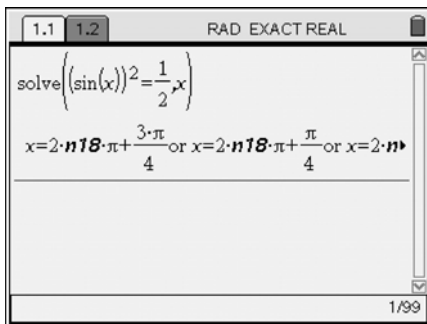 1.1 1.2 RAD EXACT REAL
solve((sin(x))²=1/2,x)
x=2·n18·π+3·π/4 or x=2·n18·π+π/4 or x=2·n▸
1/99